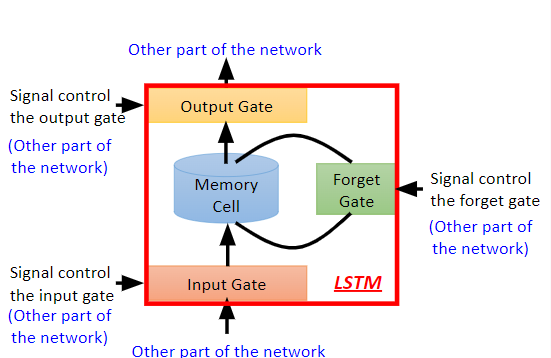 Other part of the network
Signal control
the output gate
(Other part of
the network)
Output Gate
Memory
Cell
Forget
Gate
Signal control
the forget gate
(Other part of
the network)
Signal control
the input gate
(Other part of
the network)
Input Gate
LSTM
Other part of the network